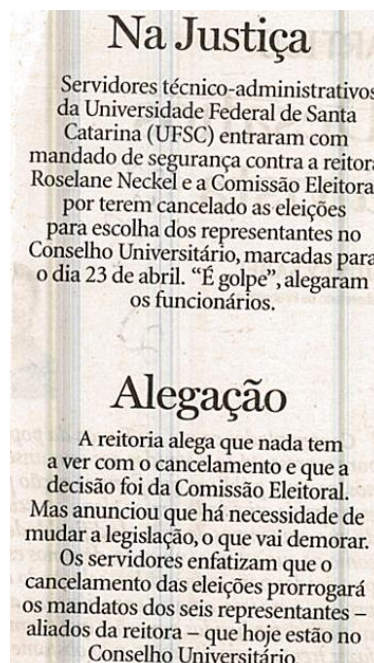 Na Justiça
Servidores técnico-administrativos
da Universidade Federal de Santa
Catarina (UFSC) entraram com
mandado de segurança contra a reitora
Roselane Neckel e a Comissão Eleitora
por terem cancelado as eleições
para escolha dos representantes no
Conselho Universitário, marcadas para
o dia 23 de abril. “É golpe”, alegaram
os funcionários.
Alegação
A reitoria alega que nada tem
a ver com o cancelamento e que a
decisão foi da Comissão Eleitoral.
Mas anunciou que há necessidade de
mudar a legislação, o que vai demorar.
Os servidores enfatizam que o
cancelamento das eleições prorrogará
os mandatos dos seis representantes –
aliados da reitora – que hoje estão no
Conselho Universitário